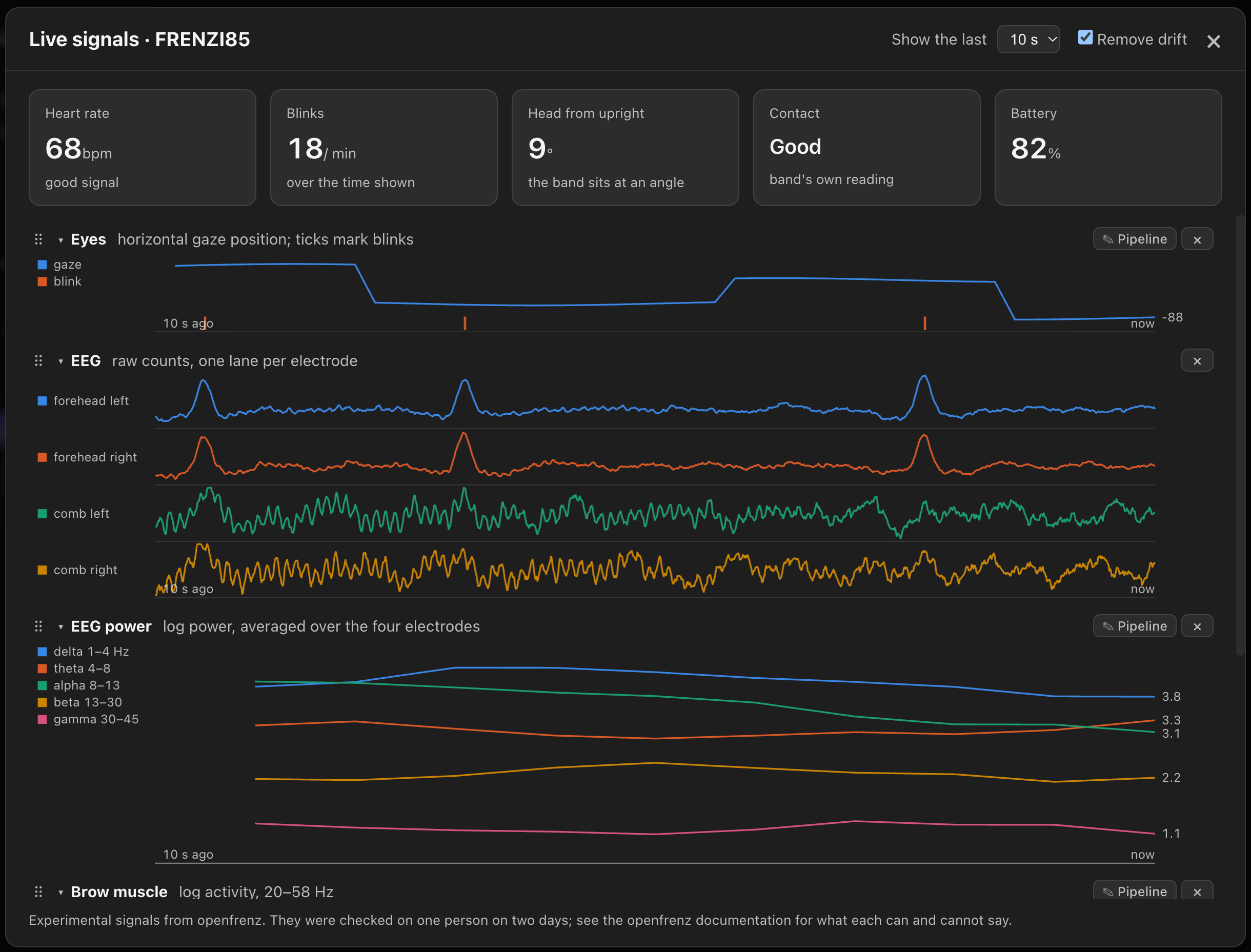 Live signals · FRENZI85
Show the last 10 s Remove drift
Heart rate
68bpm
good signal
Blinks
18/ min
over the time shown
Head from upright
9°
the band sits at an angle
Contact
Good
band's own reading
Battery
82%
Eyes horizontal gaze position; ticks mark blinks
Pipeline
gaze
blink
-88
10 s ago
now
EEG raw counts, one lane per electrode
forehead left
forehead right
comb left
comb right
10 s ago
now
EEG power log power, averaged over the four electrodes
Pipeline
delta 1–4 Hz
theta 4–8
alpha 8–13
beta 13–30
gamma 30–45
3.8
3.3
3.1
2.2
1.1
10 s ago
now
Brow muscle log activity, 20–58 Hz
Pipeline
Experimental signals from openfrenz. They were checked on one person on two days; see the openfrenz documentation for what each can and cannot say.